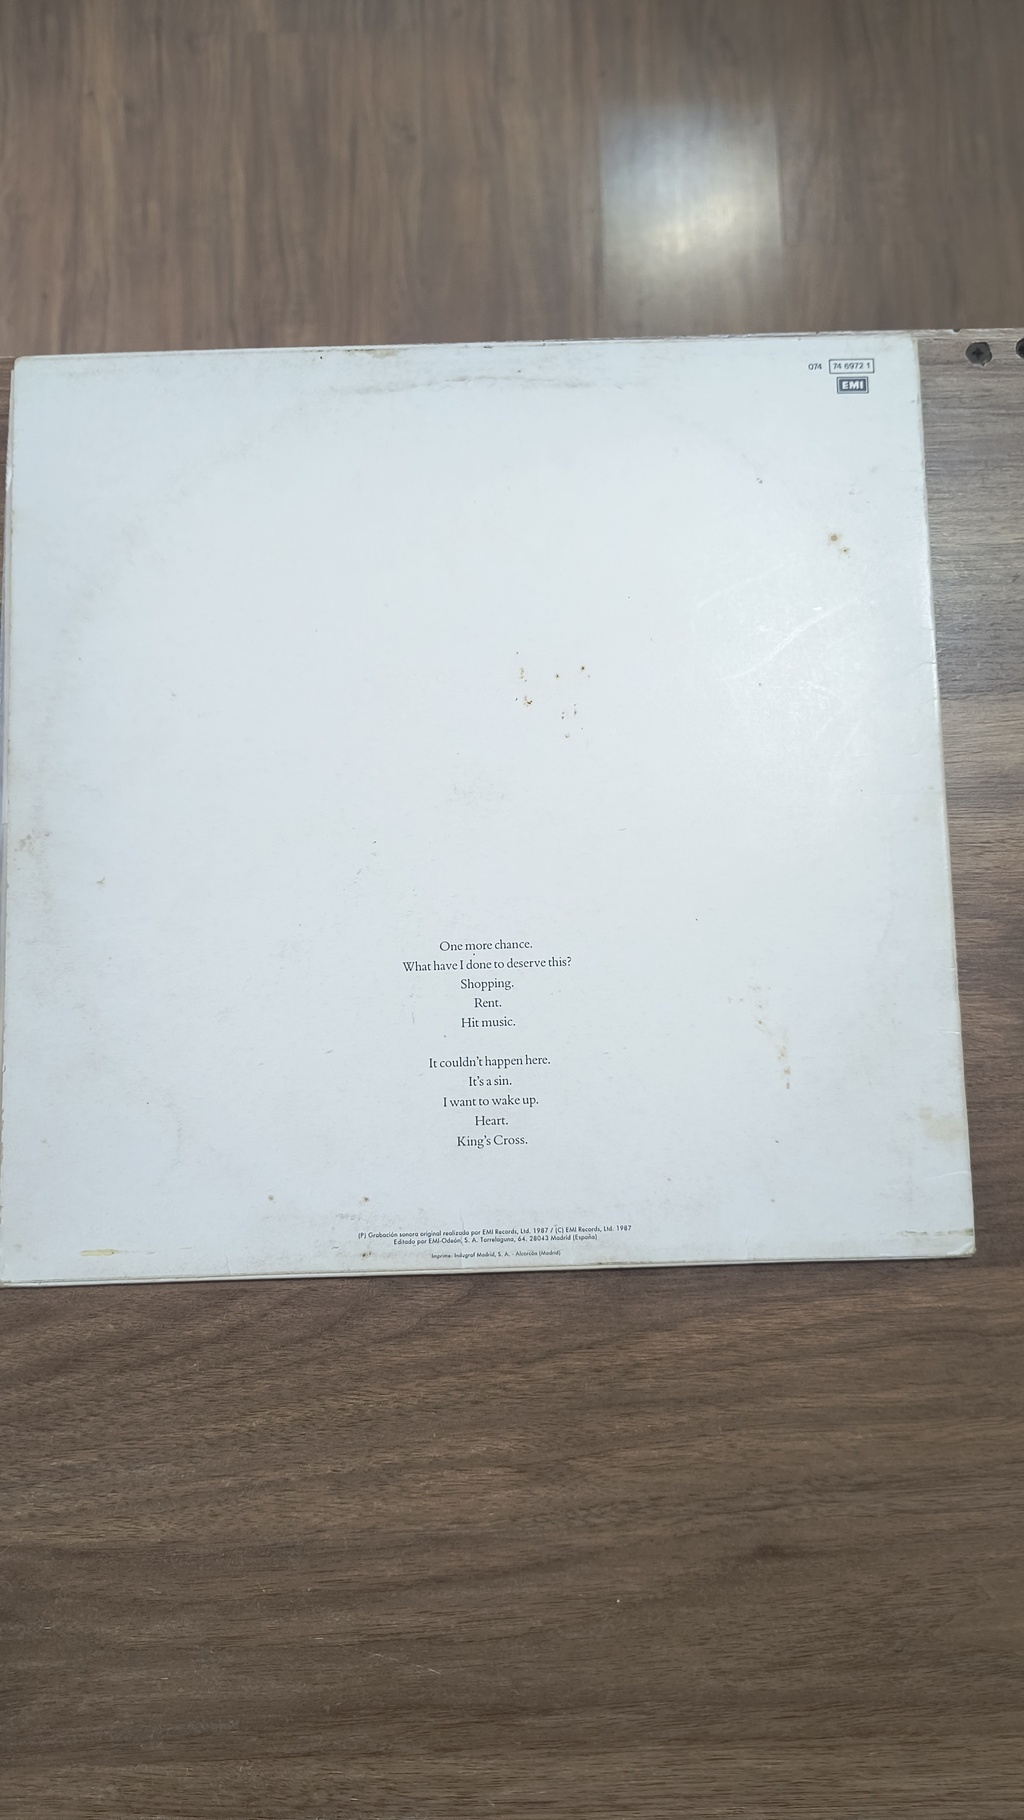 074 74 6972 1
EMI
One more chance.
What have I done to deserve this?
Shopping.
Rent.
Hit music.
It couldn't happen here.
It's a sin.
I want to wake up.
Heart.
King's Cross.
(P) Grabación sonora original realizada por EMI Records, Ltd. 1987 / (C) EMI Records, Ltd. 1987
Editado por EMI-Odeón, S. A. Torrelaguna, 64. 28043 Madrid (España)
Imprime: Indugraf Madrid, S. A. - Alcorcón (Madrid)